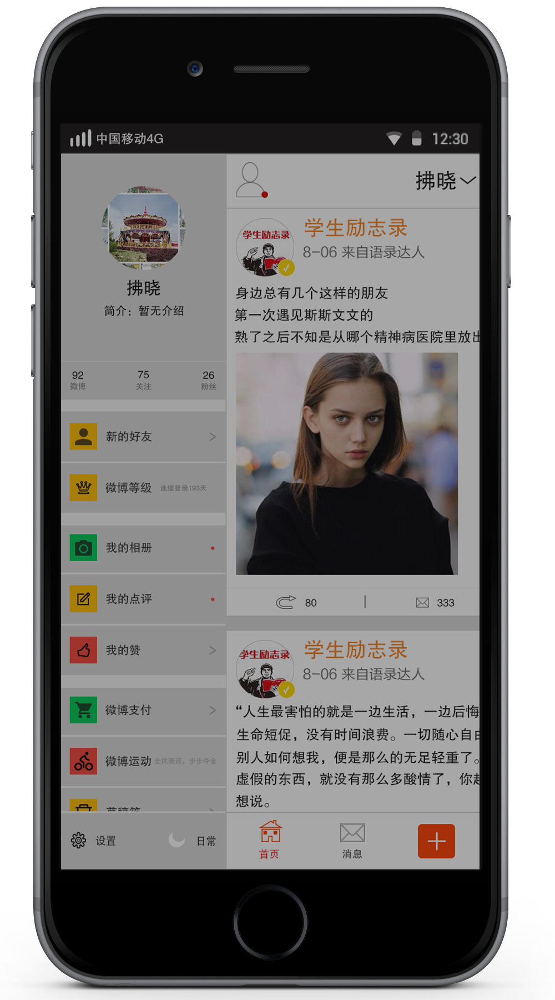 中国移动4G
12:30
拂晓
简介：暂无介绍
92
75
26
微博
关注
粉丝
新的好友
微博等级 连续登录193天
我的相册
我的点评
我的赞
微博支付
微博运动 全民奥运，步步夺金
草稿箱
设置
日常
拂晓
学生励志录
学生励志录
8-06 来自语录达人
身边总有几个这样的朋友
第一次遇见斯斯文文的
熟了之后不知是从哪个精神病医院里放出
80
333
学生励志录
学生励志录
8-06 来自语录达人
“人生最害怕的就是一边生活，一边后悔
生命短促，没有时间浪费。一切随心自由
别人如何想我，便是那么的无足轻重了。
虚假的东西，就没有那么多酸情了，你起
想说。
首页
消息